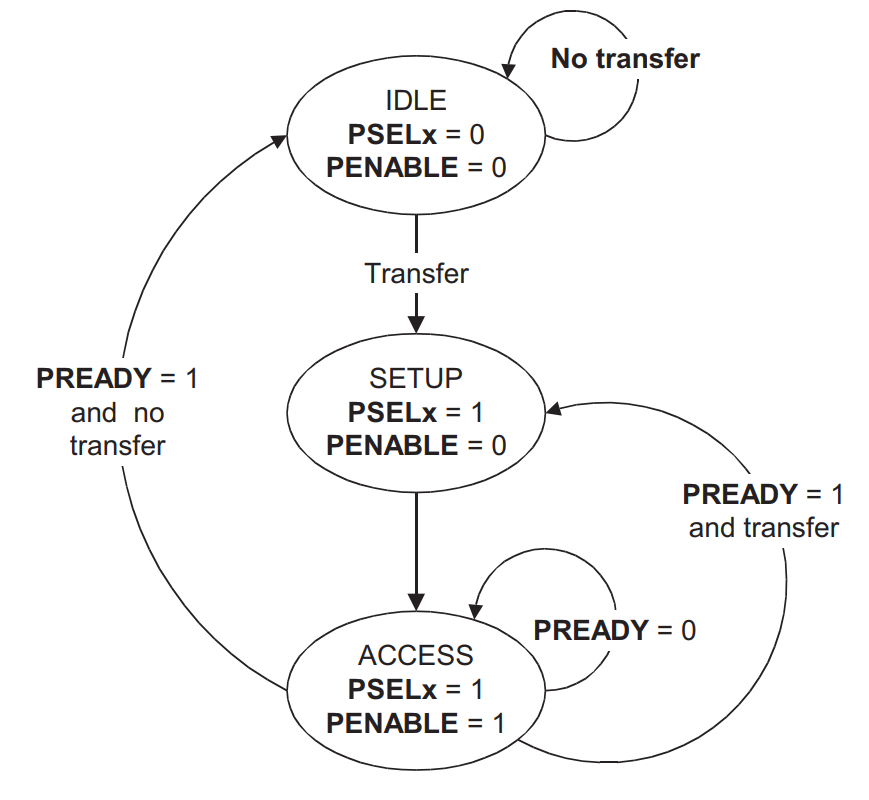 No transfer
IDLE
PSELx = 0
PENABLE = 0
Transfer
SETUP
PSELx = 1
PENABLE = 0
PREADY = 1
and no
transfer
PREADY = 1
and transfer
PREADY = 0
ACCESS
PSELx = 1
PENABLE = 1